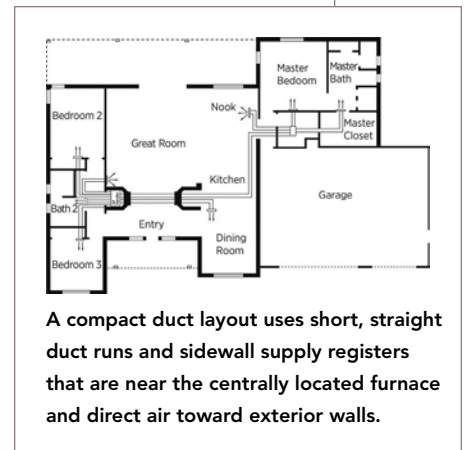 Master
Bedoom
Master
Bath
Nook
Bedroom 2
Great Room
Master
Closet
Kitchen
Garage
Bath 2
Entry
Dining
Room
Bedroom 3
A compact duct layout uses short, straight
duct runs and sidewall supply registers
that are near the centrally located furnace
and direct air toward exterior walls.